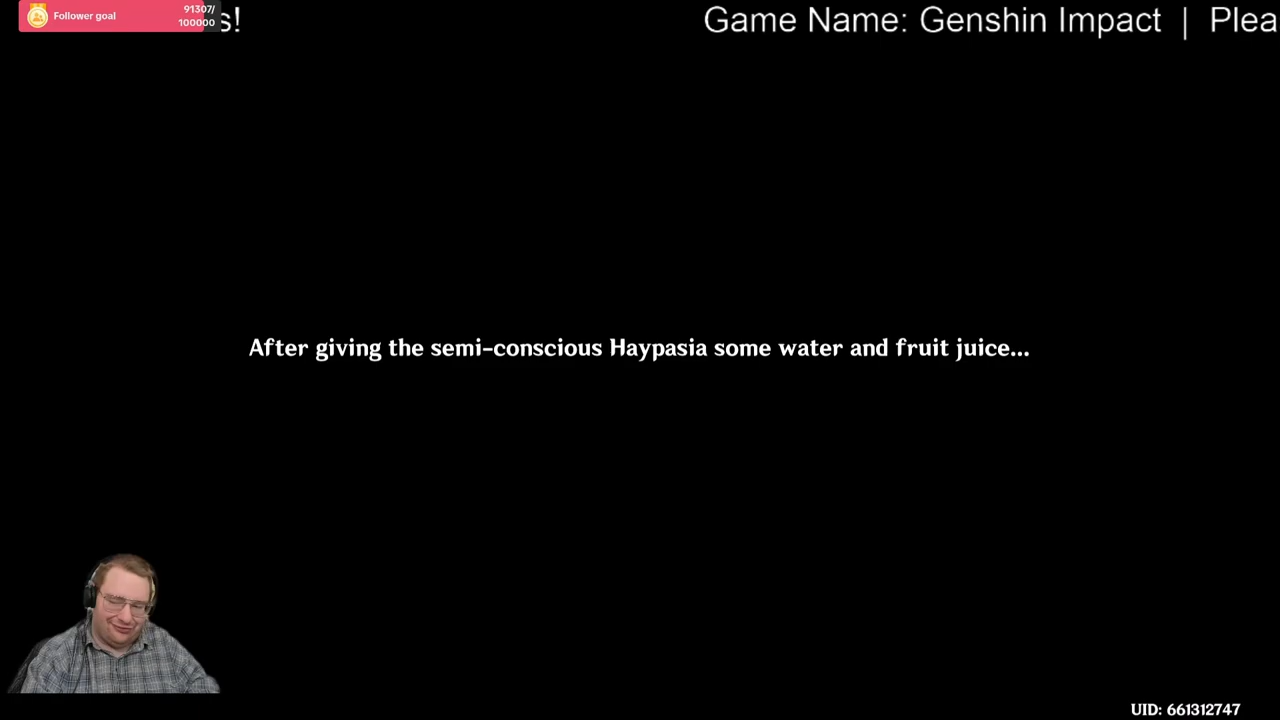 Follower goal
91307/
100000
s!
Game Name: Genshin Impact | Plea
After giving the semi-conscious Haypasia some water and fruit juice...
UID: 661312747